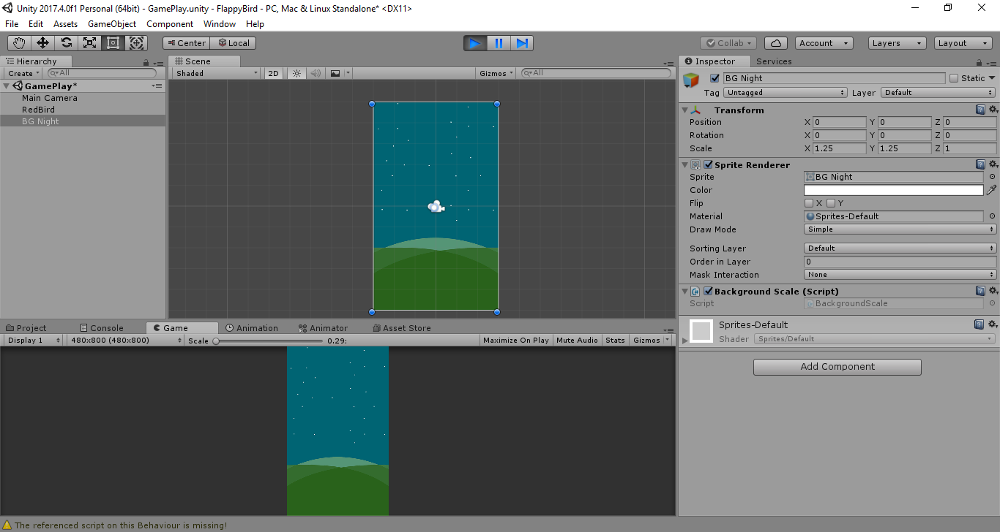 Unity 2017.4.0f1 Personal (64bit) - GamePlay.unity - FlappyBird - PC, Mac & Linux Standalone* <DX11>
File Edit Assets GameObject Component Window Help
Center Local Collab Account Layers Layout
Hierarchy
Create All
GamePlay*
Main Camera
RedBird
BG Night
Scene
Shaded 2D Gizmos All
Project Console Game Animation Animator Asset Store
Display 1 480x800 (480x800) Scale 0.29: Maximize On Play Mute Audio Stats Gizmos
Inspector Services
BG Night Static
Tag Untagged Layer Default
Transform
Position X 0 Y 0 Z 0
Rotation X 0 Y 0 Z 0
Scale X 1.25 Y 1.25 Z 1
Sprite Renderer
Sprite BG Night
Color
Flip X Y
Material Sprites-Default
Draw Mode Simple
Sorting Layer Default
Order in Layer 0
Mask Interaction None
Background Scale (Script)
Script BackgroundScale
Sprites-Default
Shader Sprites/Default
Add Component
The referenced script on this Behaviour is missing!